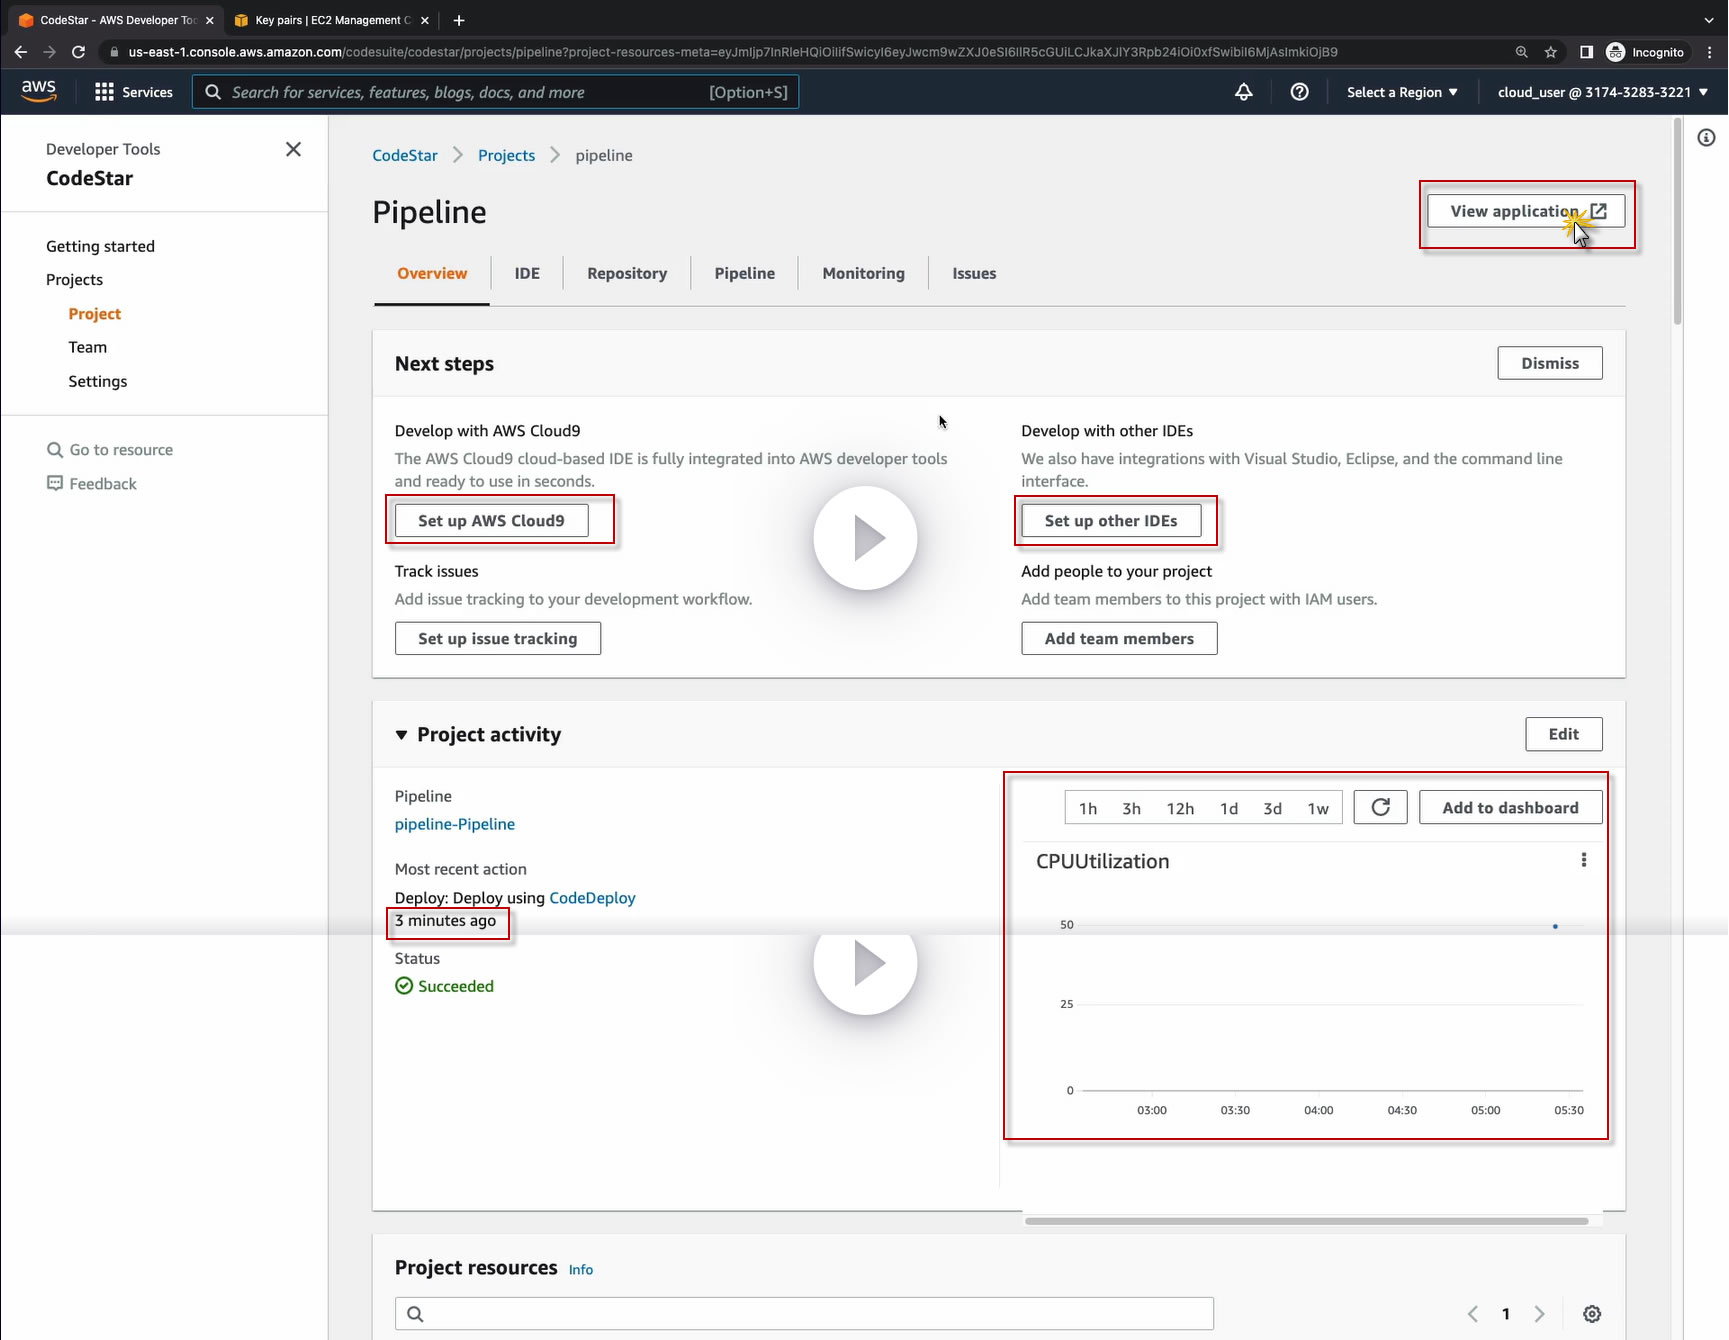 CodeStar - AWS Developer Too
Key pairs | EC2 Management C
us-east-1.console.aws.amazon.com/codesuite/codestar/projects/pipeline?project-resources-meta=
Incognito
aws
Services
Search for services, features, blogs, docs, and more
[Option+S]
Select a Region
cloud_user @ 3174-3283-3221
Developer Tools
CodeStar
Getting started
Projects
Project
Team
Settings
Go to resource
Feedback
CodeStar
Projects
pipeline
Pipeline
View application
Overview
IDE
Repository
Pipeline
Monitoring
Issues
Next steps
Dismiss
Develop with AWS Cloud9
The AWS Cloud9 cloud-based IDE is fully integrated into AWS developer tools
and ready to use in seconds.
Set up AWS Cloud9
Develop with other IDEs
We also have integrations with Visual Studio, Eclipse, and the command line
interface.
Set up other IDEs
Track issues
Add issue tracking to your development workflow.
Set up issue tracking
Add people to your project
Add team members to this project with IAM users.
Add team members
Project activity
Edit
Pipeline
pipeline-Pipeline
Most recent action
Deploy: Deploy using CodeDeploy
3 minutes ago
Status
Succeeded
1h
3h
12h
1d
3d
1w
Add to dashboard
CPUUtilization
50
25
0
03:00
03:30
04:00
04:30
05:00
05:30
Project resources
Info
1